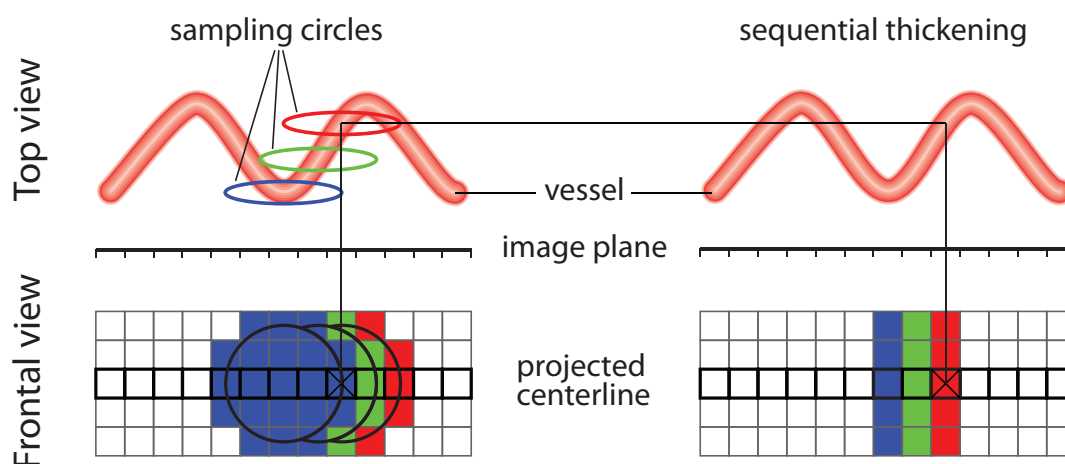 sampling circles
sequential thickening
Top view
vessel
image plane
Frontal view
projected
centerline